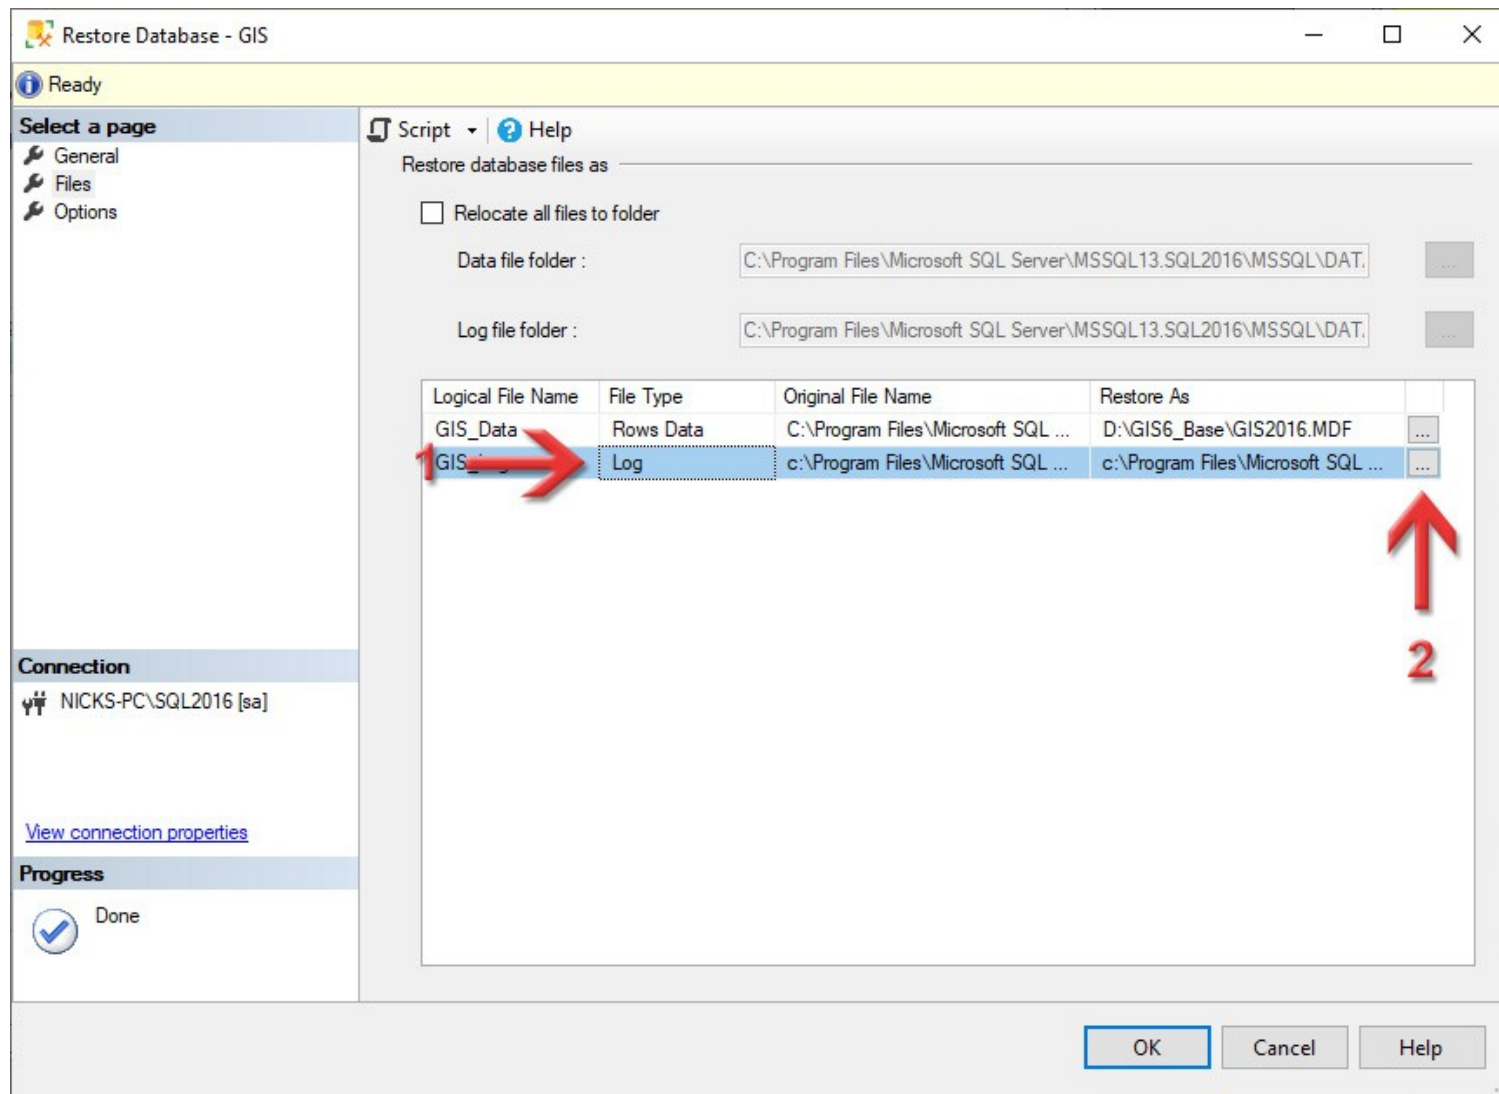 Restore Database - GIS
Ready
Select a page
General
Files
Options
Script
Help
Restore database files as
Relocate all files to folder
Data file folder :
C:\Program Files\Microsoft SQL Server\MSSQL13.SQL2016\MSSQL\DAT.
...
Log file folder :
C:\Program Files\Microsoft SQL Server\MSSQL13.SQL2016\MSSQL\DAT.
...
Logical File Name File Type Original File Name Restore As
GIS_Data Rows Data C:\Program Files\Microsoft SQL ... D:\GIS6_Base\GIS2016.MDF ...
1 Log c:\Program Files\Microsoft SQL ... c:\Program Files\Microsoft SQL ... ...
2
Connection
NICKS-PC\SQL2016 [sa]
View connection properties
Progress
Done
OK Cancel Help